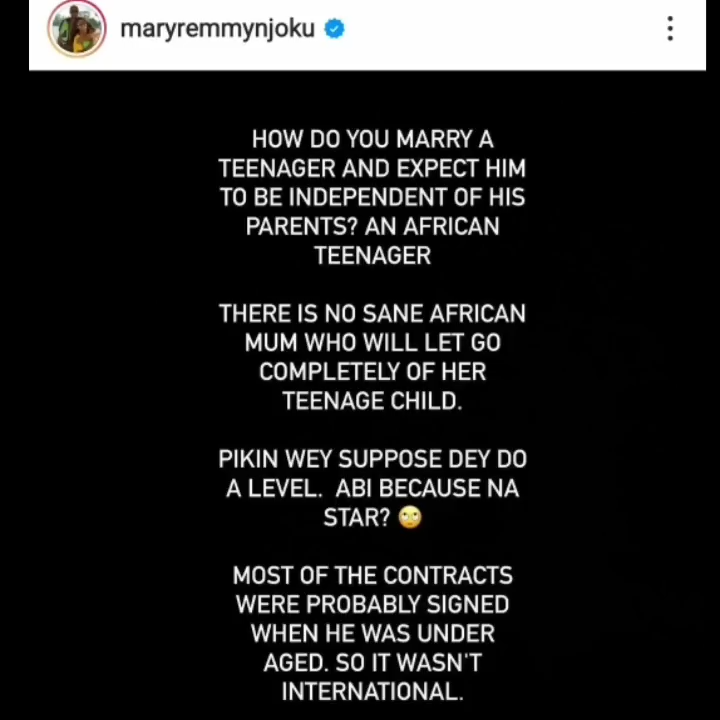 maryremmynjoku
HOW DO YOU MARRY A
TEENAGER AND EXPECT HIM
TO BE INDEPENDENT OF HIS
PARENTS? AN AFRICAN
TEENAGER
THERE IS NO SANE AFRICAN
MUM WHO WILL LET GO
COMPLETELY OF HER
TEENAGE CHILD.
PIKIN WEY SUPPOSE DEY DO
A LEVEL. ABI BECAUSE NA
STAR? 🙄
MOST OF THE CONTRACTS
WERE PROBABLY SIGNED
WHEN HE WAS UNDER
AGED. SO IT WASN'T
INTERNATIONAL.